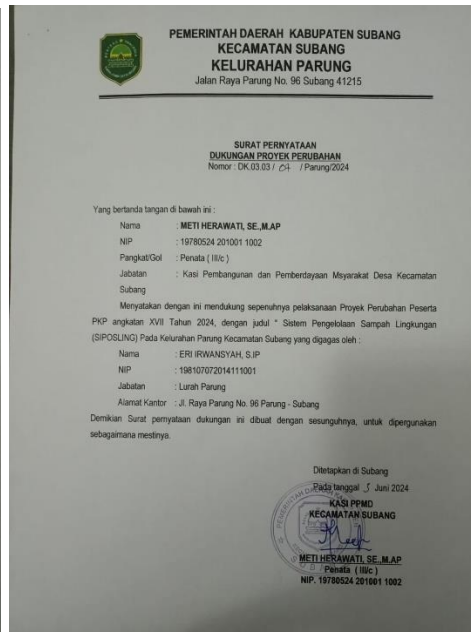 PEMERINTAH DAERAH KABUPATEN SUBANG
KECAMATAN SUBANG
KELURAHAN PARUNG
Jalan Raya Parung No. 96 Subang 41215
SURAT PERNYATAAN
DUKUNGAN PROYEK PERUBAHAN
Nomor : DK.03.03 / 07 / Parung/2024
Yang bertanda tangan di bawah ini :
Nama : METI HERAWATI, SE.,M.AP
NIP : 19780524 201001 1002
Pangkat/Gol : Penata ( III/c )
Jabatan : Kasi Pembangunan dan Pemberdayaan Msyarakat Desa Kecamatan
Subang
Menyatakan dengan ini mendukung sepenuhnya pelaksanaan Proyek Perubahan Peserta
PKP angkatan XVII Tahun 2024, dengan judul " Sistem Pengelolaan Sampah Lingkungan
(SIPOSLING) Pada Kelurahan Parung Kecamatan Subang yang digagas oleh :
Nama : ERI IRWANSYAH, S.IP
NIP : 198107072014111001
Jabatan : Lurah Parung
Alamat Kantor : Jl. Raya Parung No. 96 Parung - Subang
Demikian Surat pernyataan dukungan ini dibuat dengan sesungguhnya, untuk dipergunakan
sebagaimana mestinya.
Ditetapkan di Subang
Pada tanggal 5 Juni 2024
KASI PPMD
KECAMATAN SUBANG
METI HERAWATI, SE.,M.AP
Penata ( III/c )
NIP. 19780524 201001 1002